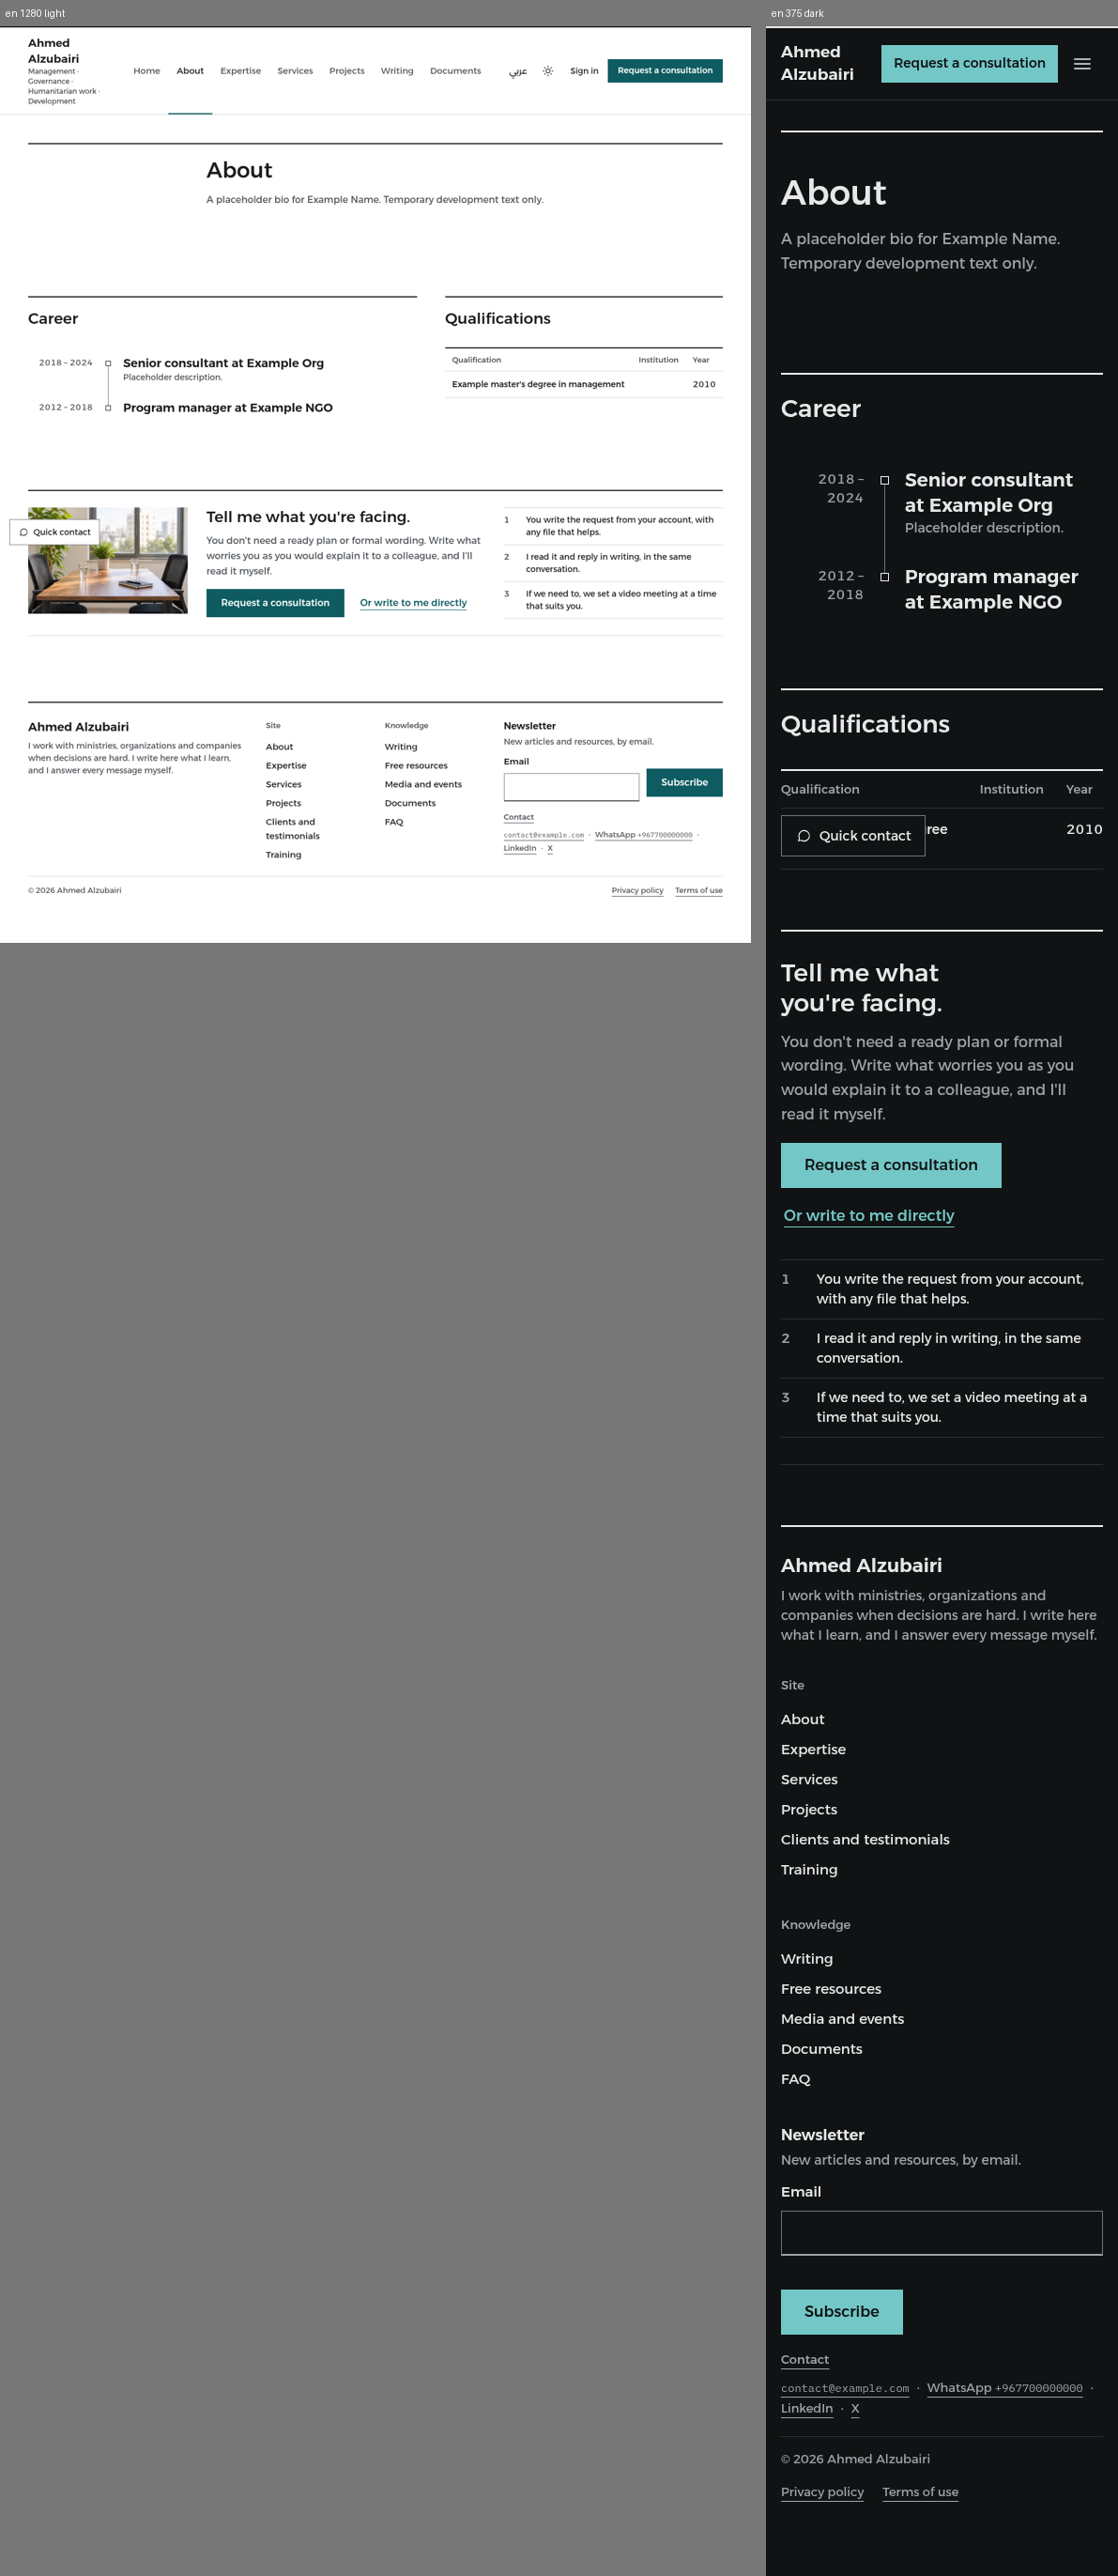 en 1280 light
Ahmed
Alzubairi
Management ·
Governance ·
Humanitarian work ·
Development
Home
About
Expertise
Services
Projects
Writing
Documents
عربي
Sign in
Request a consultation
About
A placeholder bio for Example Name. Temporary development text only.
Career
2018 – 2024
Senior consultant at Example Org
Placeholder description.
2012 – 2018
Program manager at Example NGO
Qualifications
Qualification
Institution
Year
Example master's degree in management
2010
Quick contact
Tell me what you're facing.
You don't need a ready plan or formal wording. Write what
worries you as you would explain it to a colleague, and I'll
read it myself.
Request a consultation
Or write to me directly
1
You write the request from your account, with
any file that helps.
2
I read it and reply in writing, in the same
conversation.
3
If we need to, we set a video meeting at a time
that suits you.
Ahmed Alzubairi
I work with ministries, organizations and companies
when decisions are hard. I write here what I learn,
and I answer every message myself.
Site
About
Expertise
Services
Projects
Clients and
testimonials
Training
Knowledge
Writing
Free resources
Media and events
Documents
FAQ
Newsletter
New articles and resources, by email.
Email
Subscribe
Contact
contact@example.com · WhatsApp +967700000000 ·
LinkedIn · X
© 2026 Ahmed Alzubairi
Privacy policy
Terms of use
en 375 dark
Ahmed
Alzubairi
Request a consultation
About
A placeholder bio for Example Name.
Temporary development text only.
Career
2018 –
2024
Senior consultant
at Example Org
Placeholder description.
2012 –
2018
Program manager
at Example NGO
Qualifications
Qualification
Institution
Year
Quick contact
ree
2010
Tell me what
you're facing.
You don't need a ready plan or formal
wording. Write what worries you as you
would explain it to a colleague, and I'll
read it myself.
Request a consultation
Or write to me directly
1
You write the request from your account,
with any file that helps.
2
I read it and reply in writing, in the same
conversation.
3
If we need to, we set a video meeting at a
time that suits you.
Ahmed Alzubairi
I work with ministries, organizations and
companies when decisions are hard. I write here
what I learn, and I answer every message myself.
Site
About
Expertise
Services
Projects
Clients and testimonials
Training
Knowledge
Writing
Free resources
Media and events
Documents
FAQ
Newsletter
New articles and resources, by email.
Email
Subscribe
Contact
contact@example.com · WhatsApp +967700000000 ·
LinkedIn · X
© 2026 Ahmed Alzubairi
Privacy policy
Terms of use